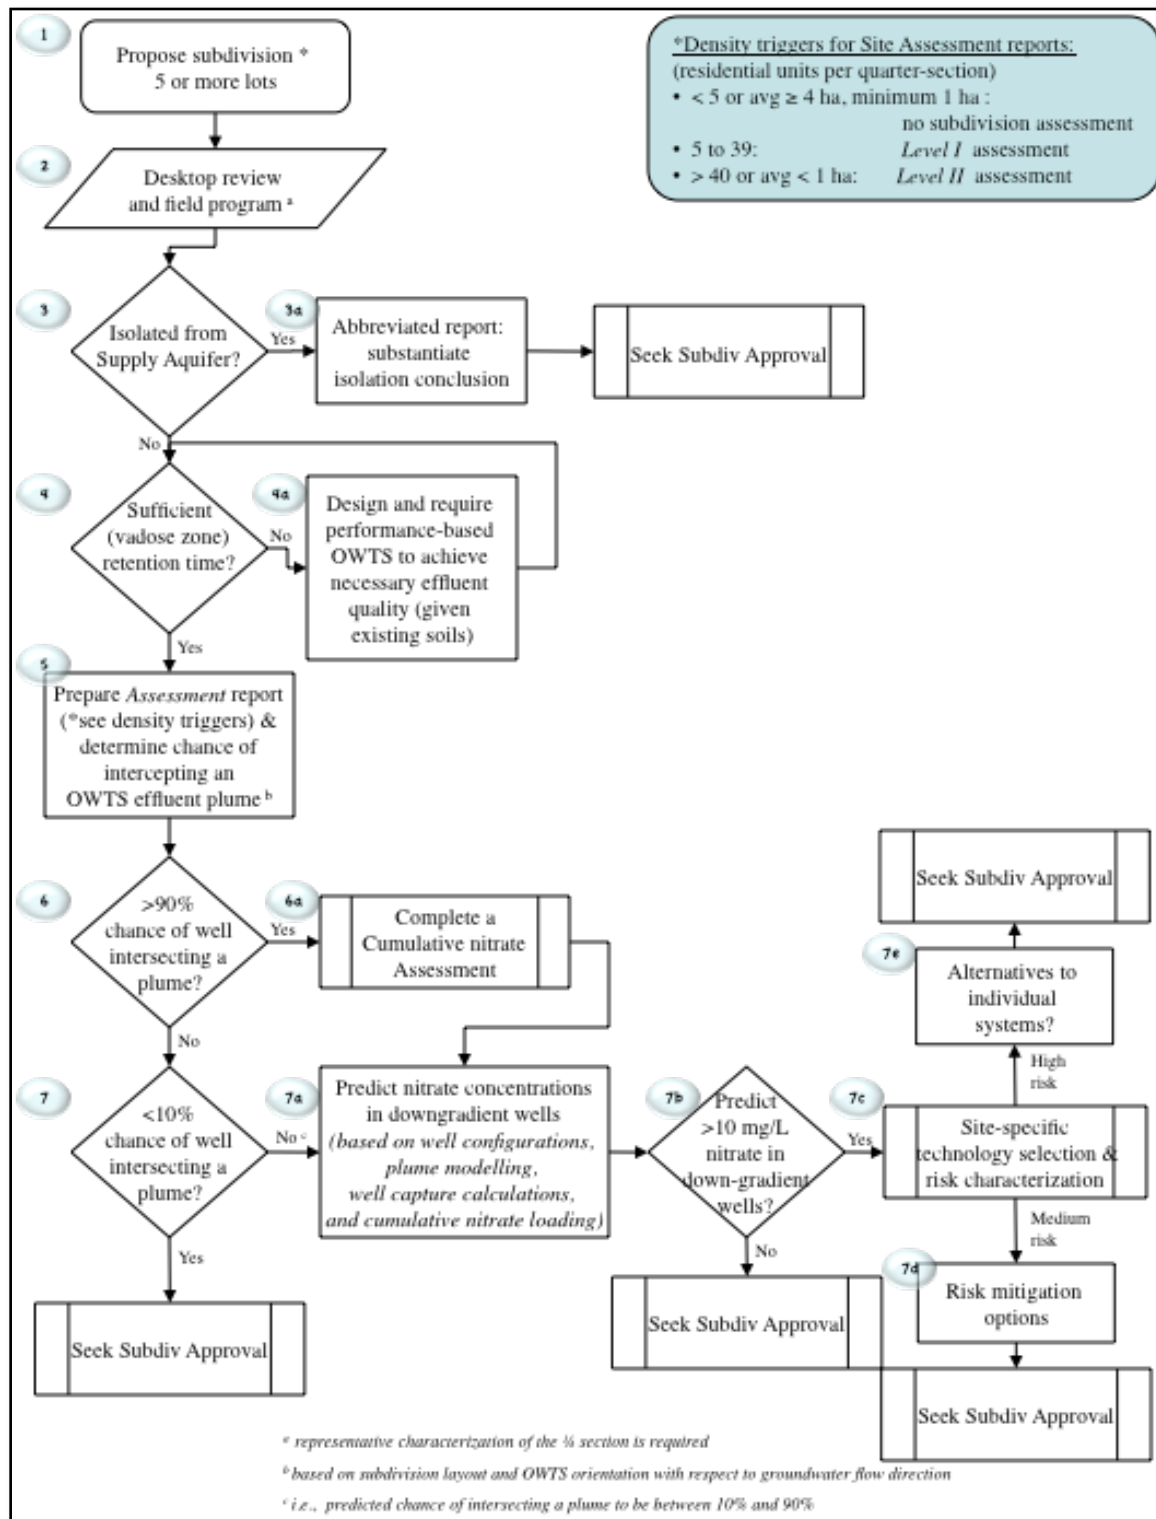 1
Propose subdivision *
5 or more lots
*Density triggers for Site Assessment reports:
(residential units per quarter-section)
• < 5 or avg ≥ 4 ha, minimum 1 ha :
no subdivision assessment
• 5 to 39: Level I assessment
• > 40 or avg < 1 ha: Level II assessment
2
Desktop review
and field program a
3
Isolated from
Supply Aquifer?
Yes
3a
Abbreviated report:
substantiate
isolation conclusion
Seek Subdiv Approval
No
4
Sufficient
(vadose zone)
retention time?
No
4a
Design and require
performance-based
OWTS to achieve
necessary effluent
quality (given
existing soils)
Yes
5
Prepare Assessment report
(*see density triggers) &
determine chance of
intercepting an
OWTS effluent plume b
6
>90%
chance of well
intersecting a
plume?
Yes
6a
Complete a
Cumulative nitrate
Assessment
No
7
<10%
chance of well
intersecting a
plume?
No c
7a
Predict nitrate concentrations
in downgradient wells
(based on well configurations,
plume modelling,
well capture calculations,
and cumulative nitrate loading)
7b
Predict
>10 mg/L
nitrate in
down-gradient
wells?
Yes
7c
Site-specific
technology selection &
risk characterization
High
risk
7e
Alternatives to
individual
systems?
Seek Subdiv Approval
Medium
risk
7d
Risk mitigation
options
Seek Subdiv Approval
No
Seek Subdiv Approval
Yes
Seek Subdiv Approval
a representative characterization of the ¼ section is required
b based on subdivision layout and OWTS orientation with respect to groundwater flow direction
c i.e., predicted chance of intersecting a plume to be between 10% and 90%